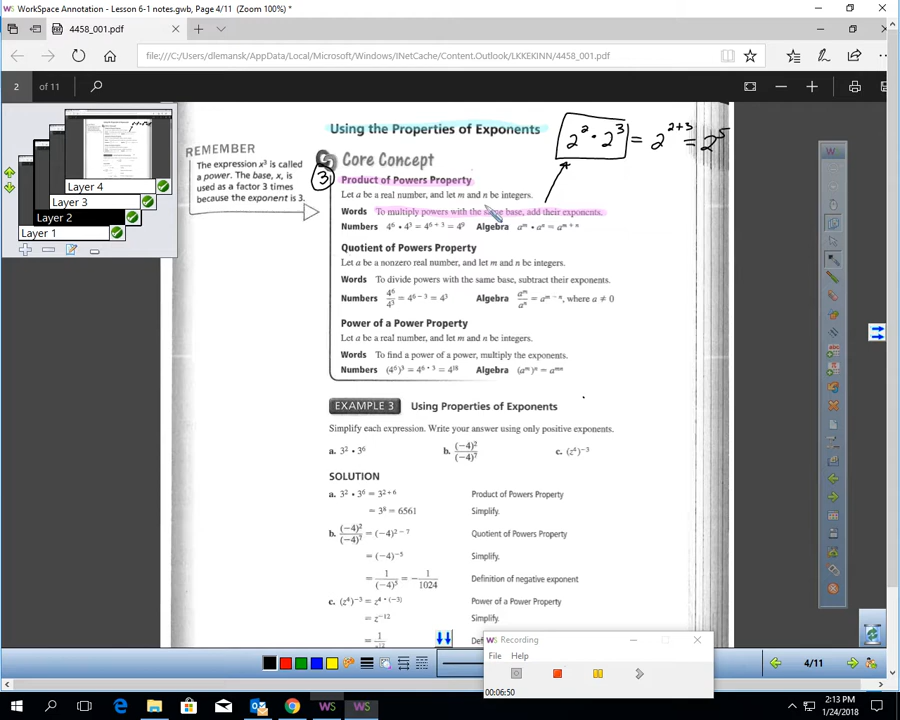 WorkSpace Annotation - Lesson 6-1 notes.gwb, Page 4/11 (Zoom 100%) *
4458_001.pdf
file:///C:/Users/dlemansk/AppData/Local/Microsoft/Windows/INetCache/Content.Outlook/LKKEKINN/4458_001.pdf
2 of 11
Layer 4
Layer 3
Layer 2
Layer 1
Using the Properties of Exponents
2² · 2³ = 2²⁺³ = 2⁵
REMEMBER
The expression x³ is called
a power. The base, x, is
used as a factor 3 times
because the exponent is 3.
Core Concept
3
Product of Powers Property
Let a be a real number, and let m and n be integers.
Words To multiply powers with the same base, add their exponents.
Numbers 4⁶ • 4³ = 4⁶ ⁺ ³ = 4⁹ Algebra aᵐ • aⁿ = aᵐ ⁺ ⁿ
Quotient of Powers Property
Let a be a nonzero real number, and let m and n be integers.
Words To divide powers with the same base, subtract their exponents.
Numbers 4⁶/4³ = 4⁶ ⁻ ³ = 4³ Algebra aᵐ/aⁿ = aᵐ ⁻ ⁿ, where a ≠ 0
Power of a Power Property
Let a be a real number, and let m and n be integers.
Words To find a power of a power, multiply the exponents.
Numbers (4⁶)³ = 4⁶ • ³ = 4¹⁸ Algebra (aᵐ)ⁿ = aᵐⁿ
EXAMPLE 3 Using Properties of Exponents
Simplify each expression. Write your answer using only positive exponents.
a. 3² • 3⁶ b. (−4)²/(−4)⁷ c. (z⁴)⁻³
SOLUTION
a. 3² • 3⁶ = 3² ⁺ ⁶ Product of Powers Property
= 3⁸ = 6561 Simplify.
b. (−4)²/(−4)⁷ = (−4)² ⁻ ⁷ Quotient of Powers Property
= (−4)⁻⁵ Simplify.
= 1/(−4)⁵ = −1/1024 Definition of negative exponent
c. (z⁴)⁻³ = z⁴ • ⁽⁻³⁾ Power of a Power Property
= z⁻¹² Simplify.
Recording
File Help
00:06:50
4/11
2:13 PM
1/24/2018